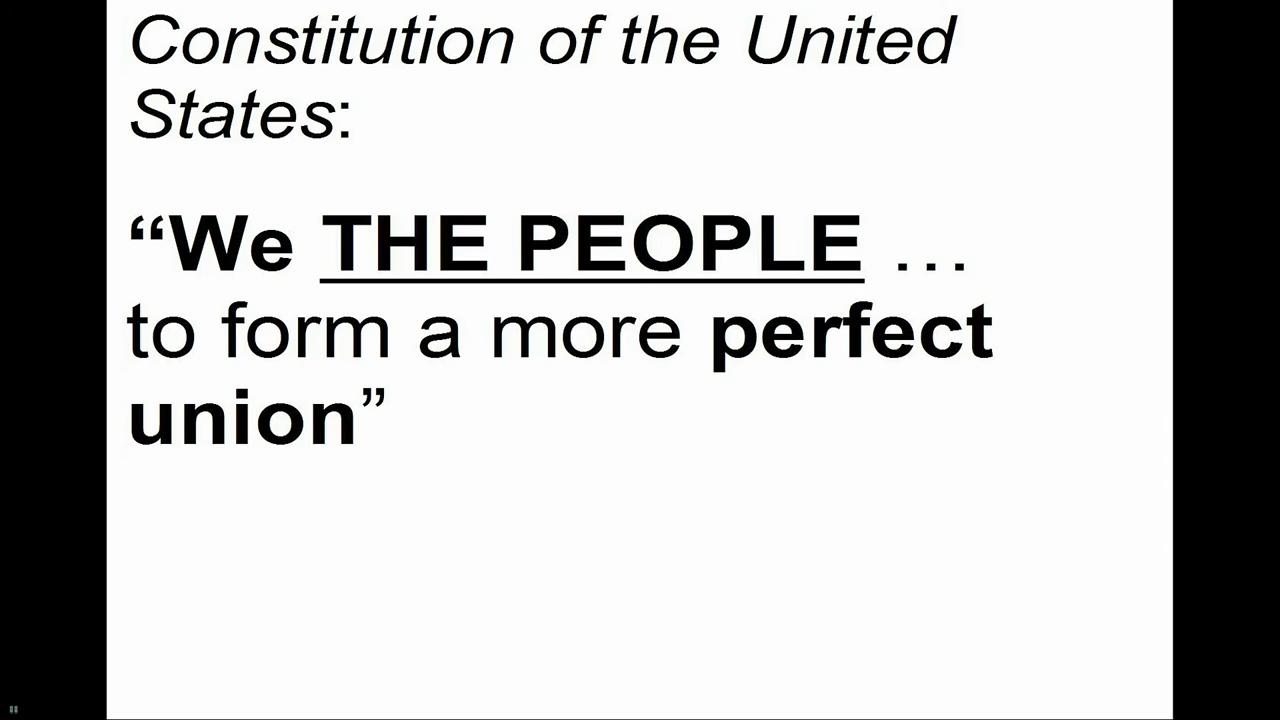 Constitution of the United
States:
“We THE PEOPLE …
to form a more perfect
union”